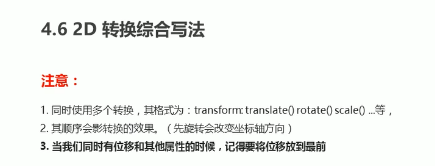 4.6 2D 转换综合写法
注意：
1. 同时使用多个转换，其格式为：transform: translate() rotate() scale() ...等，
2. 其顺序会影转换的效果。（先旋转会改变坐标轴方向）
3. 当我们同时有位移和其他属性的时候，记得要将位移放到最前